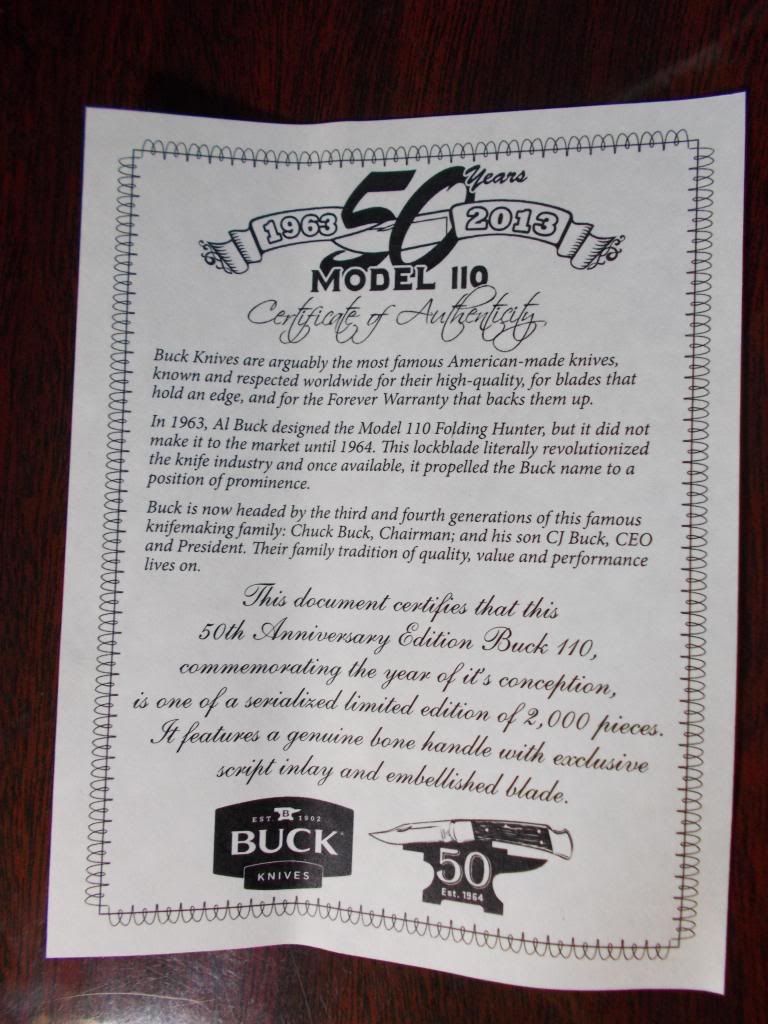 50 Years
1963 2013
MODEL 110
Certificate of Authenticity
Buck Knives are arguably the most famous American-made knives,
known and respected worldwide for their high-quality, for blades that
hold an edge, and for the Forever Warranty that backs them up.
In 1963, Al Buck designed the Model 110 Folding Hunter, but it did not
make it to the market until 1964. This lockblade literally revolutionized
the knife industry and once available, it propelled the Buck name to a
position of prominence.
Buck is now headed by the third and fourth generations of this famous
knifemaking family: Chuck Buck, Chairman; and his son CJ Buck, CEO
and President. Their family tradition of quality, value and performance
lives on.
This document certifies that this
50th Anniversary Edition Buck 110,
commemorating the year of it's conception,
is one of a serialized limited edition of 2,000 pieces.
It features a genuine bone handle with exclusive
script inlay and embellished blade.
EST. B 1902
BUCK®
KNIVES
50
Est. 1964